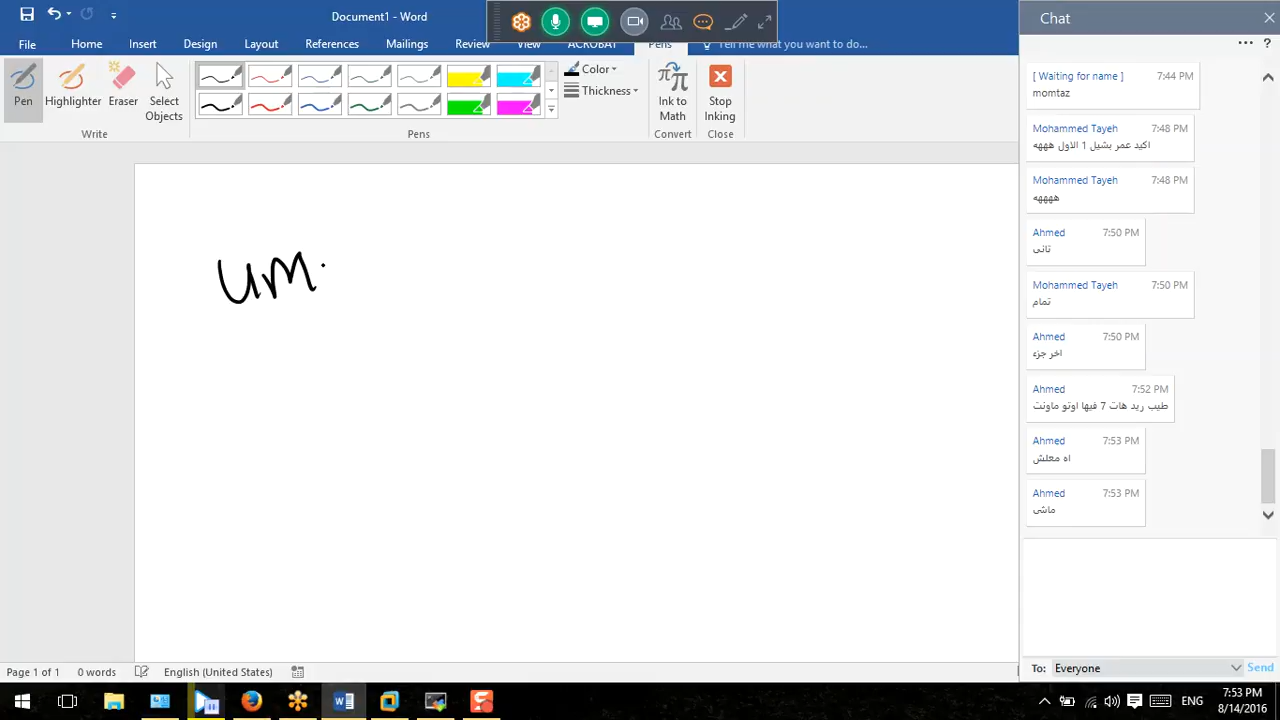 Document1 - Word
Chat
File Home Insert Design Layout References Mailings Review View ACROBAT Pens Tell me what you want to do...
Pen Highlighter Eraser Select Objects
Color
Thickness
Ink to Math
Stop Inking
Write Pens Convert Close
um.
[ Waiting for name ] 7:44 PM
momtaz
Mohammed Tayeh 7:48 PM
اكيد عمر بشيل 1 الاول هههه
Mohammed Tayeh 7:48 PM
ههههه
Ahmed 7:50 PM
تانى
Mohammed Tayeh 7:50 PM
تمام
Ahmed 7:50 PM
اخر جزء
Ahmed 7:52 PM
طيب ريد هات 7 فيها اوتو ماونت
Ahmed 7:53 PM
اه معلش
Ahmed 7:53 PM
ماشى
To: Everyone Send
Page 1 of 1 0 words English (United States)
ENG
7:53 PM
8/14/2016